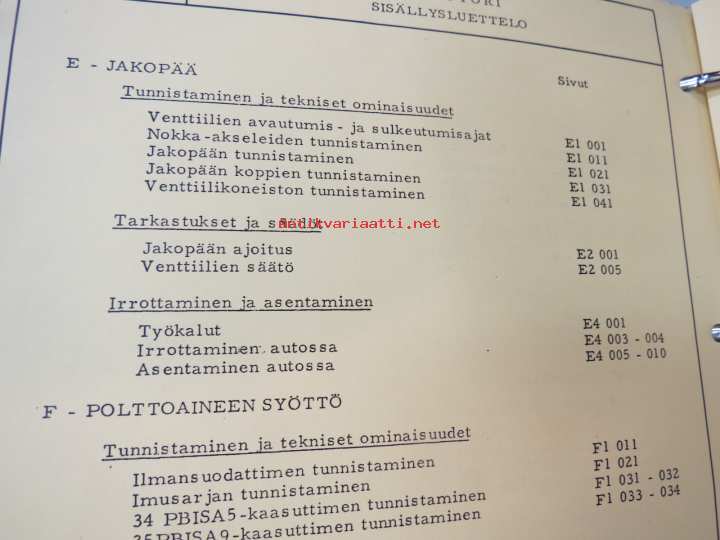 SISÄLLYSLUETTELO
E - JAKOPÄÄ
Sivut
Tunnistaminen ja tekniset ominaisuudet
Venttiilien avautumis - ja sulkeutumisajat E1 001
Nokka-akseleiden tunnistaminen E1 011
Jakopään tunnistaminen E1 021
Jakopään koppien tunnistaminen E1 031
Venttiilikoneiston tunnistaminen E1 041
Tarkastukset ja säädöt
antikvariaatti.net
Jakopään ajoitus E2 001
Venttiilien säätö E2 005
Irrottaminen ja asentaminen
Työkalut E4 001
Irrottaminen autossa E4 003 - 004
Asentaminen autossa E4 005 - 010
F - POLTTOAINEEN SYÖTTÖ
Tunnistaminen ja tekniset ominaisuudet
Ilmansuodattimen tunnistaminen F1 011
Imusarjan tunnistaminen F1 021
34 PBISA5-kaasuttimen tunnistaminen F1 031 - 032
35PBISA9-kaasuttimen tunnistaminen F1 033 - 034